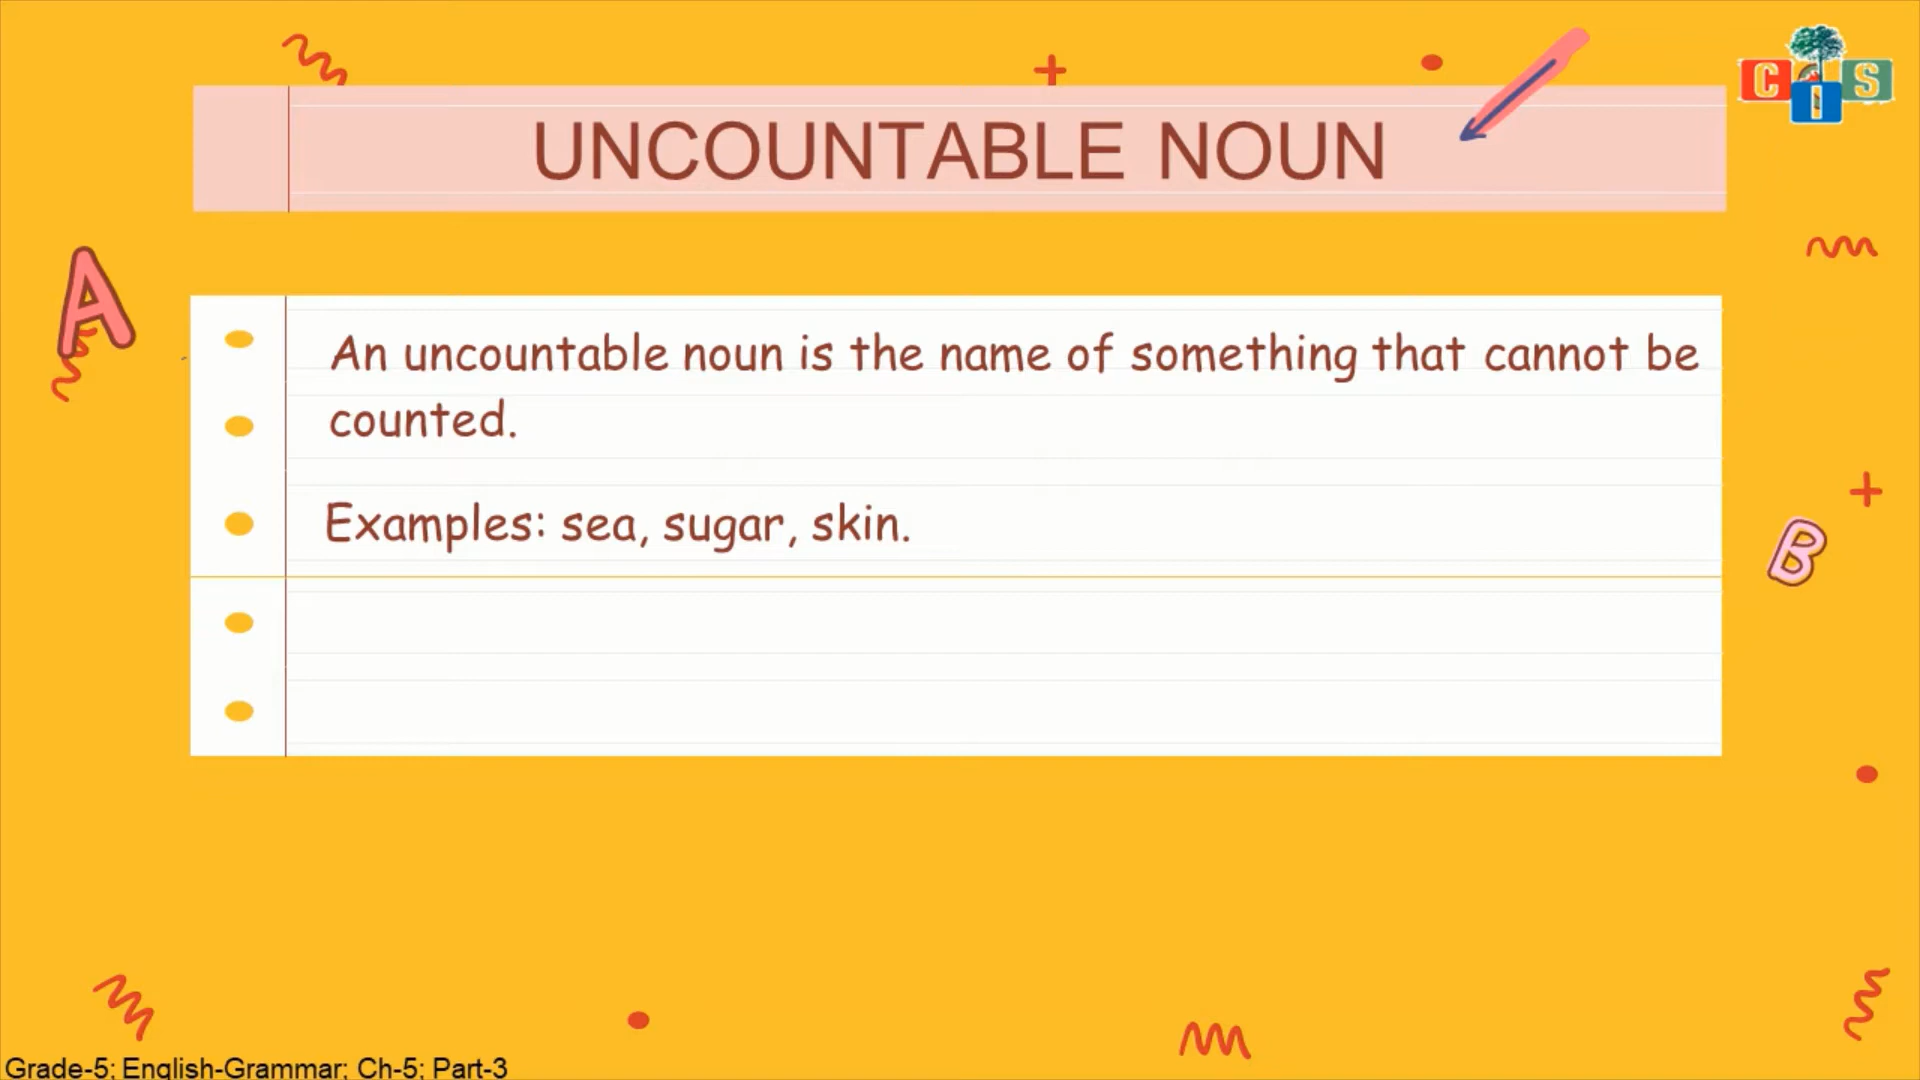 C I S
UNCOUNTABLE NOUN
A
An uncountable noun is the name of something that cannot be
counted.
Examples: sea, sugar, skin.
B
Grade-5; English-Grammar; Ch-5; Part-3